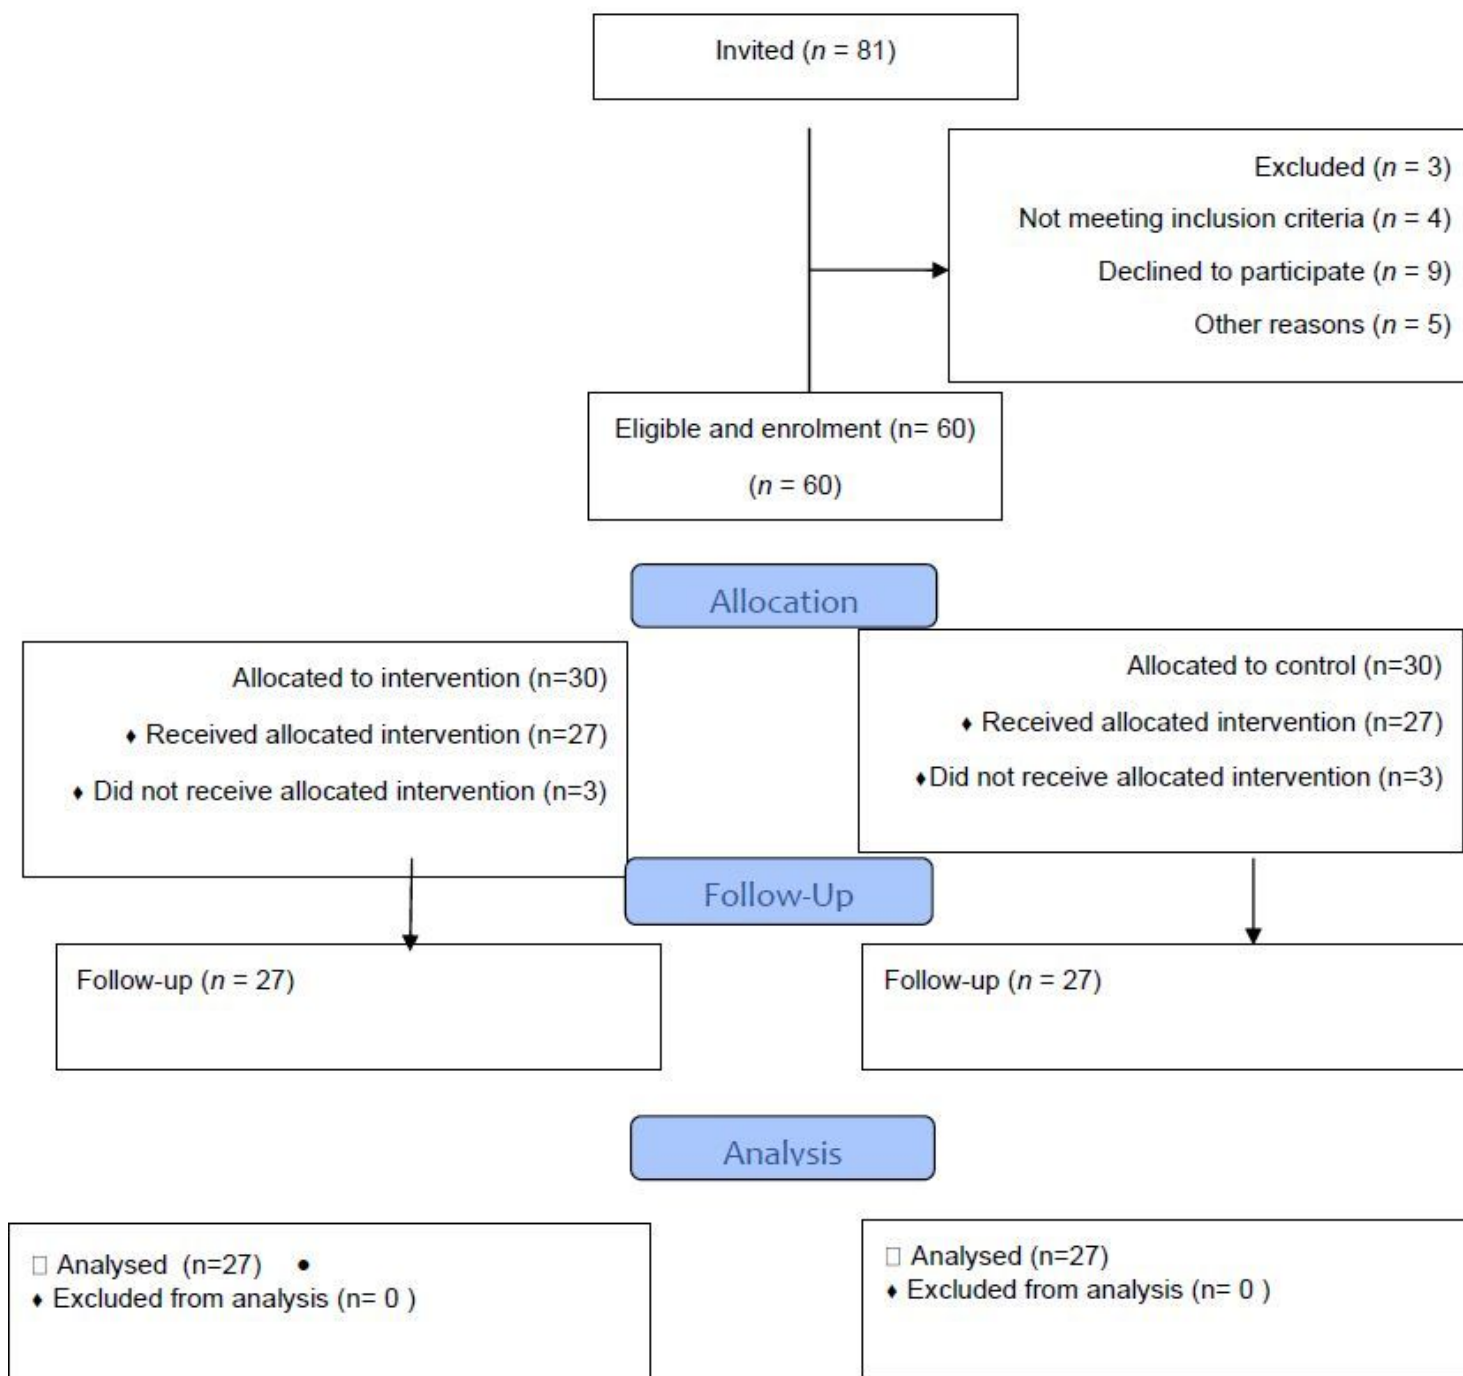 Invited (n = 81)
Excluded (n = 3)
Not meeting inclusion criteria (n = 4)
Declined to participate (n = 9)
Other reasons (n = 5)
Eligible and enrolment (n= 60)
(n = 60)
Allocation
Allocated to intervention (n=30)
♦ Received allocated intervention (n=27)
♦ Did not receive allocated intervention (n=3)
Allocated to control (n=30)
♦ Received allocated intervention (n=27)
♦Did not receive allocated intervention (n=3)
Follow-Up
Follow-up (n = 27)
Follow-up (n = 27)
Analysis
□ Analysed (n=27) •
♦ Excluded from analysis (n= 0 )
□ Analysed (n=27)
♦ Excluded from analysis (n= 0 )